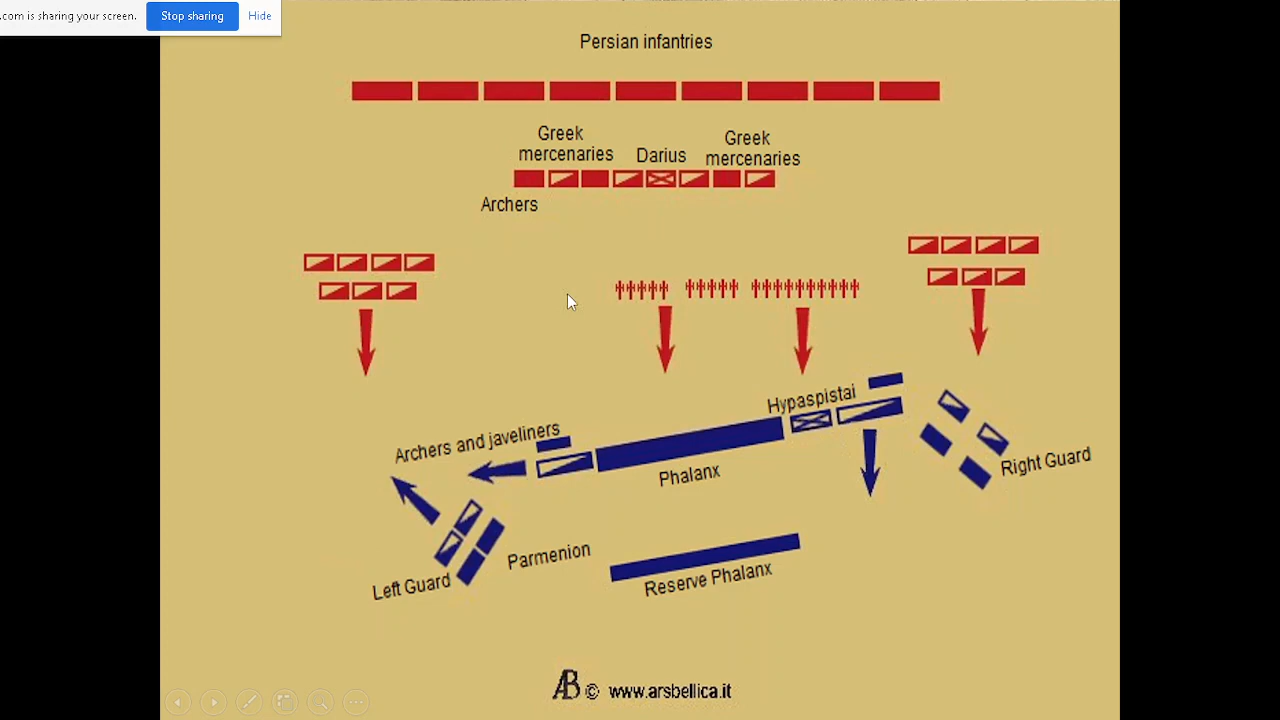 .com is sharing your screen.
Stop sharing
Hide
Persian infantries
Greek
mercenaries
Darius
Greek
mercenaries
Archers
Hypaspistai
Archers and javeliners
Phalanx
Right Guard
Parmenion
Left Guard
Reserve Phalanx
AB © www.arsbellica.it